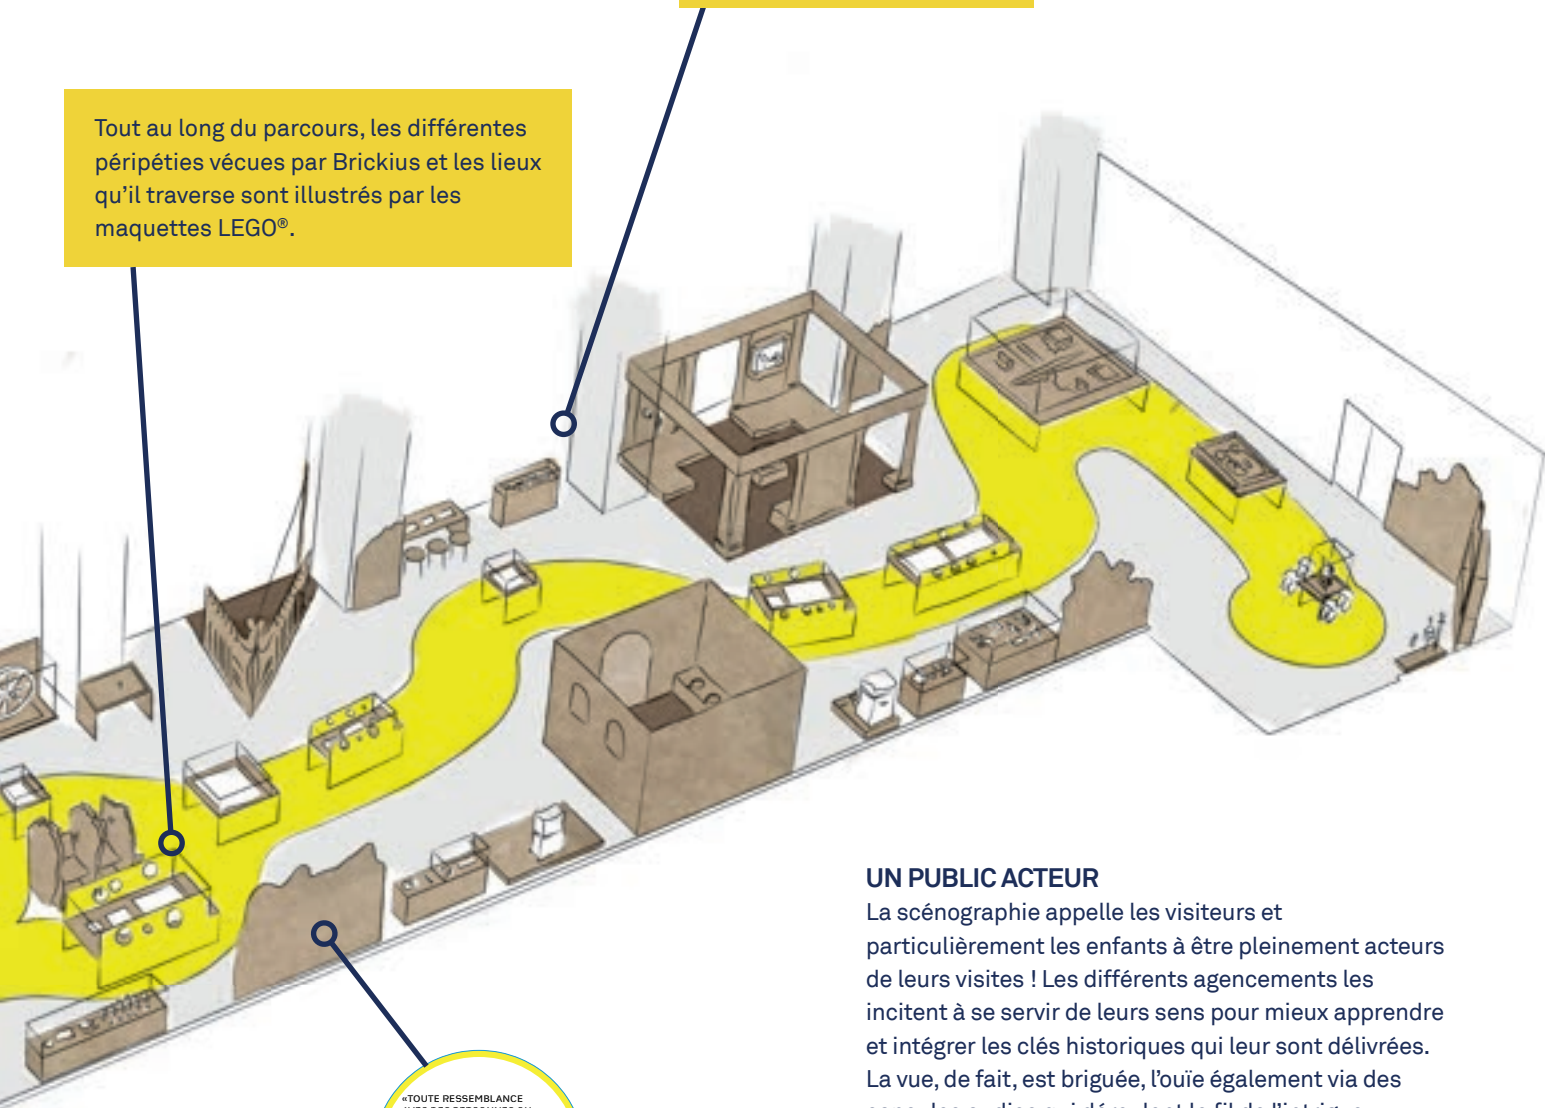 Tout au long du parcours, les différentes
péripéties vécues par Brickius et les lieux
qu'il traverse sont illustrés par les
maquettes LEGO®.
UN PUBLIC ACTEUR
La scénographie appelle les visiteurs et
particulièrement les enfants à être pleinement acteurs
de leurs visites ! Les différents agencements les
incitent à se servir de leurs sens pour mieux apprendre
et intégrer les clés historiques qui leur sont délivrées.
La vue, de fait, est briguée, l'ouïe également via des
«TOUTE RESSEMBLANCE